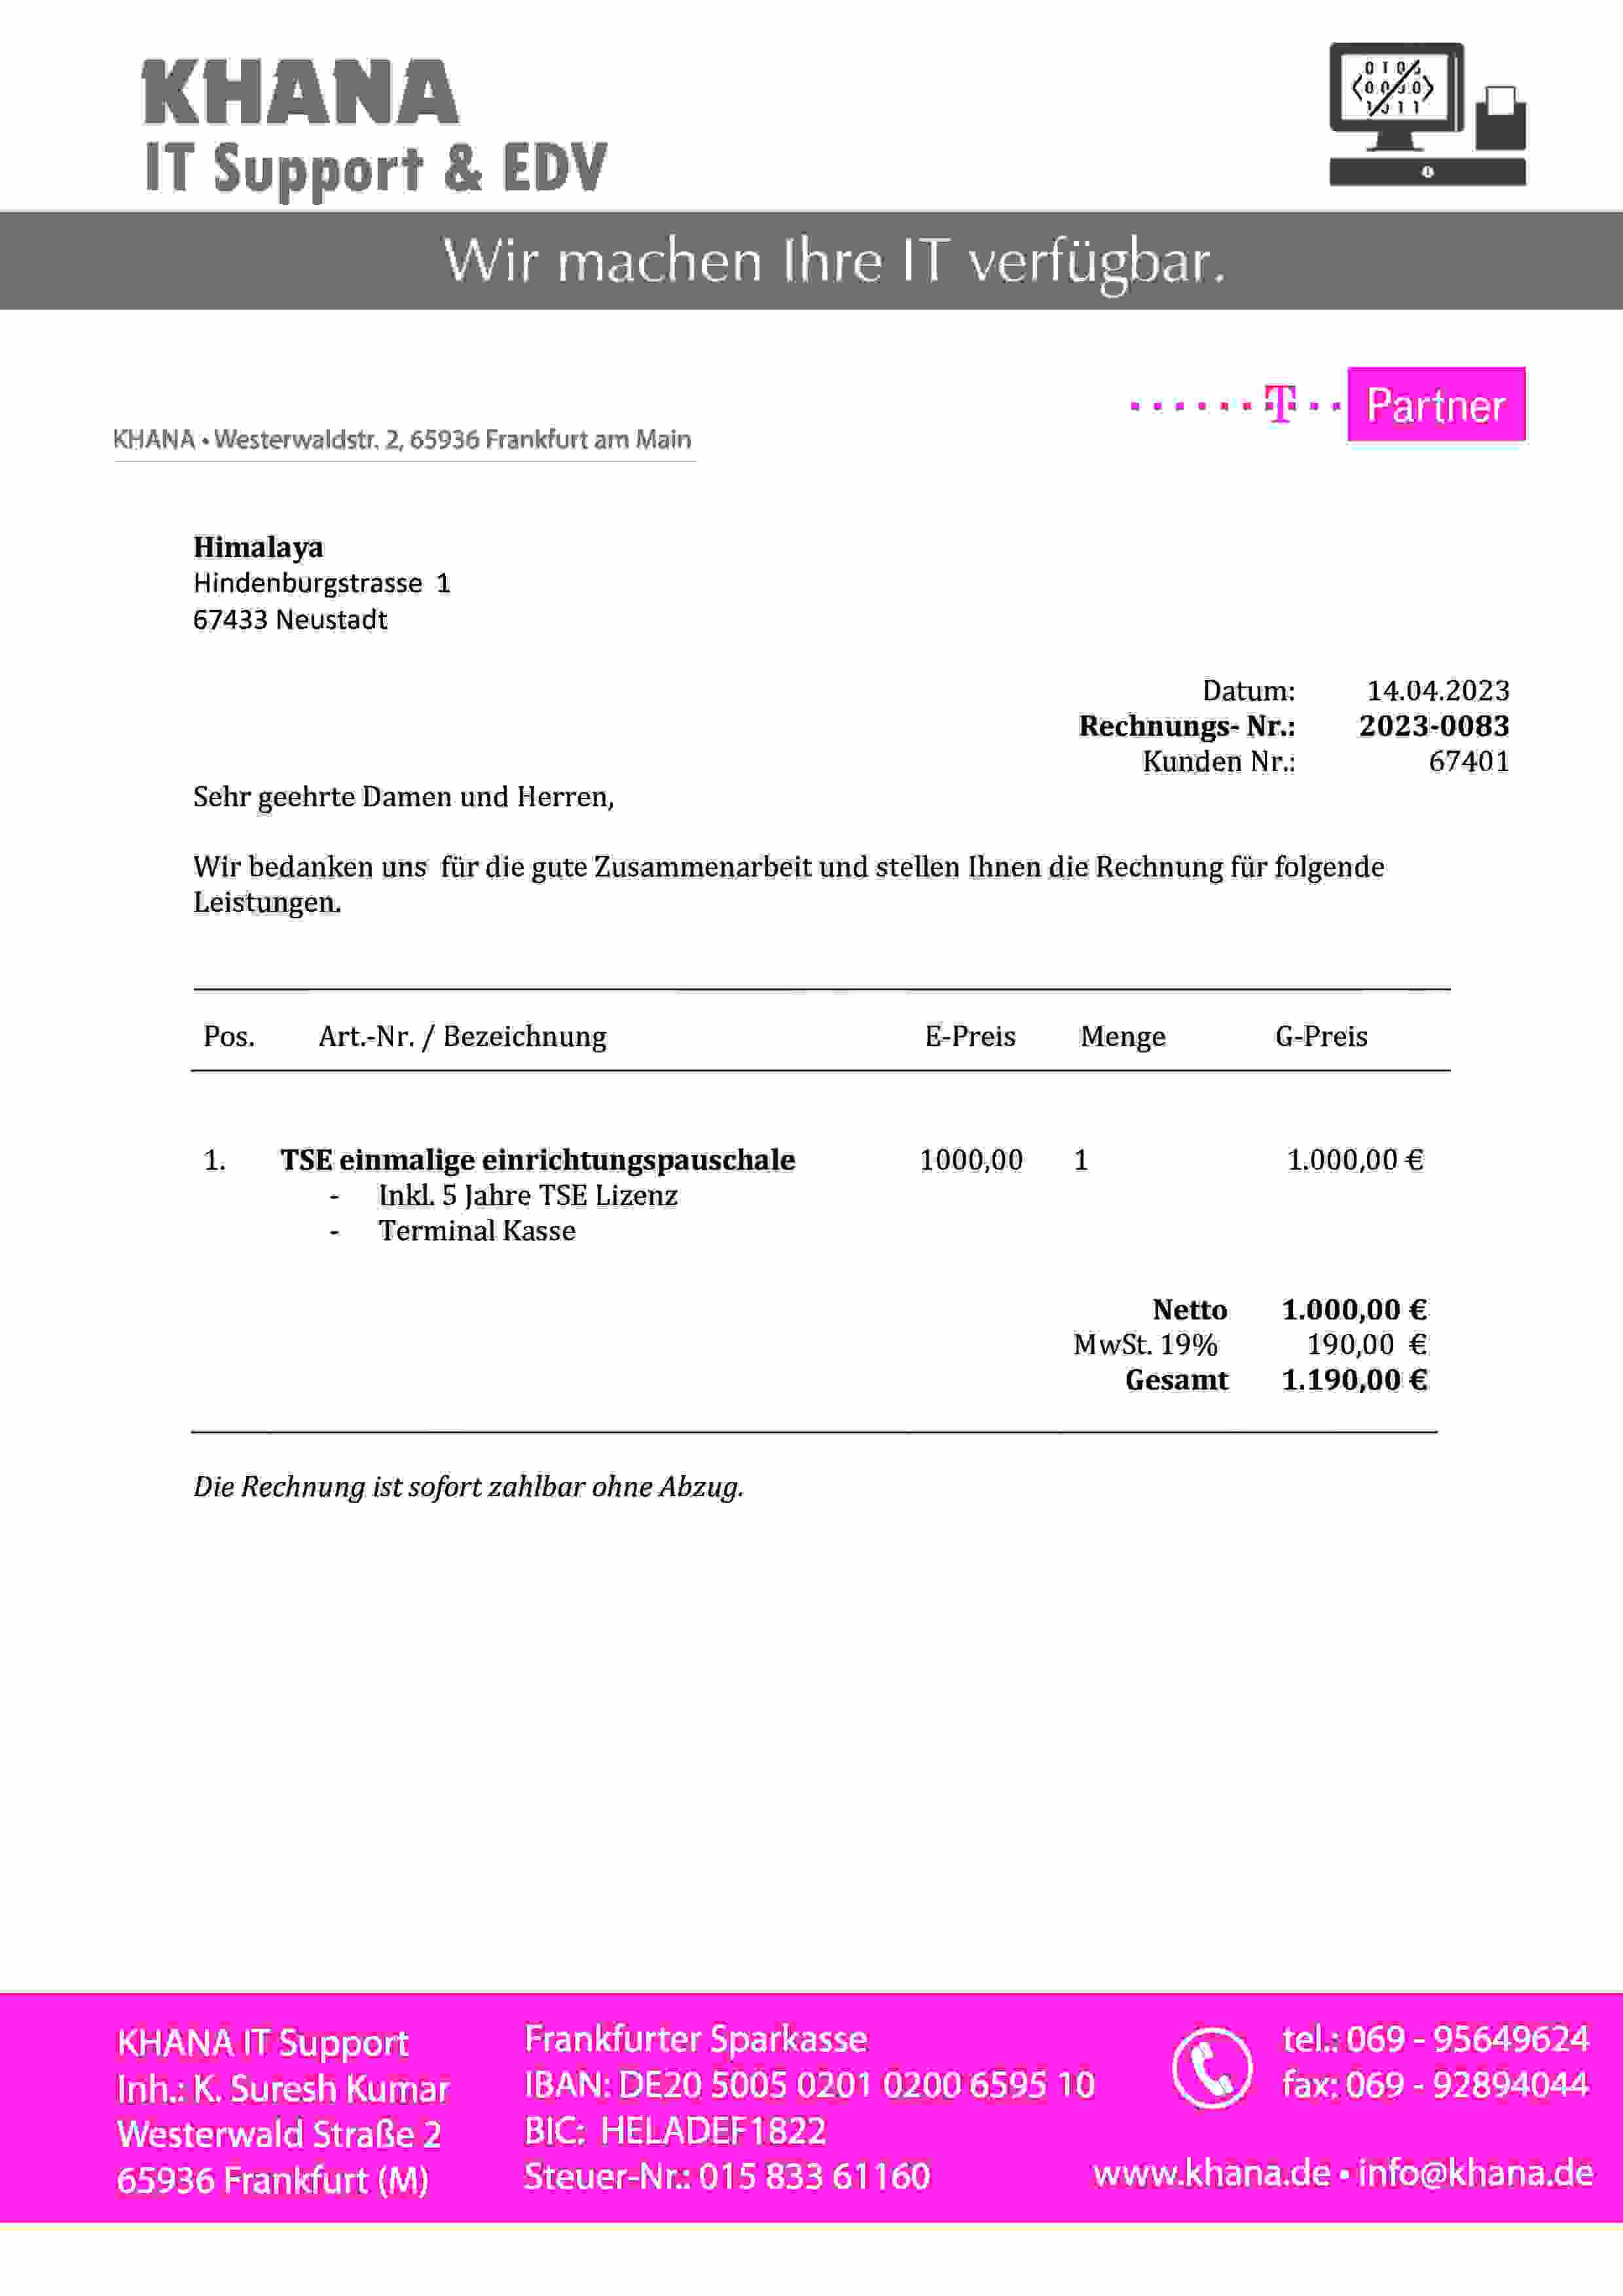 KHANA
IT Support & EDV
Wir machen Ihre IT verfügbar.
T Partner
KHANA • Westerwaldstr. 2, 65936 Frankfurt am Main
Himalaya
Hindenburgstrasse 1
67433 Neustadt
Datum: 14.04.2023
Rechnungs- Nr.: 2023-0083
Kunden Nr.: 67401
Sehr geehrte Damen und Herren,
Wir bedanken uns für die gute Zusammenarbeit und stellen Ihnen die Rechnung für folgende
Leistungen.
Pos. Art.-Nr. / Bezeichnung E-Preis Menge G-Preis
1. TSE einmalige einrichtungspauschale 1000,00 1 1.000,00 €
- Inkl. 5 Jahre TSE Lizenz
- Terminal Kasse
Netto 1.000,00 €
MwSt. 19% 190,00 €
Gesamt 1.190,00 €
Die Rechnung ist sofort zahlbar ohne Abzug.
KHANA IT Support
Inh.: K. Suresh Kumar
Westerwald Straße 2
65936 Frankfurt (M)
Frankfurter Sparkasse
IBAN: DE20 5005 0201 0200 6595 10
BIC: HELADEF1822
Steuer-Nr.: 015 833 61160
tel.: 069 - 95649624
fax: 069 - 92894044
www.khana.de • info@khana.de